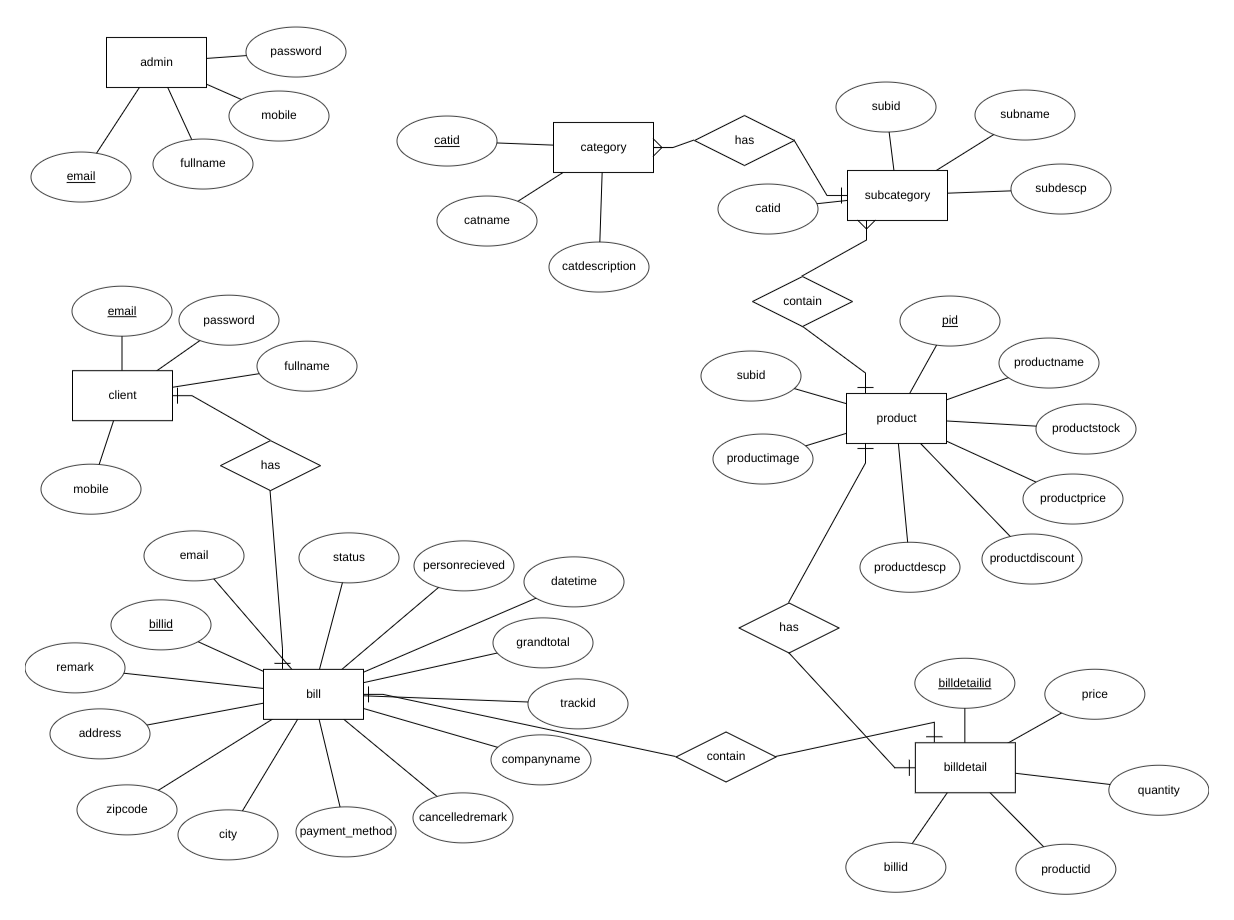 admin
password
mobile
fullname
email
catid
category
catname
catdescription
has
subid
subname
subdescp
subcategory
catid
contain
email
password
fullname
client
mobile
has
pid
productname
subid
product
productstock
productimage
productprice
productdescp
productdiscount
has
email
status
personrecieved
datetime
billid
grandtotal
remark
bill
trackid
address
companyname
zipcode
city
payment_method
cancelledremark
contain
billdetailid
price
billdetail
quantity
billid
productid